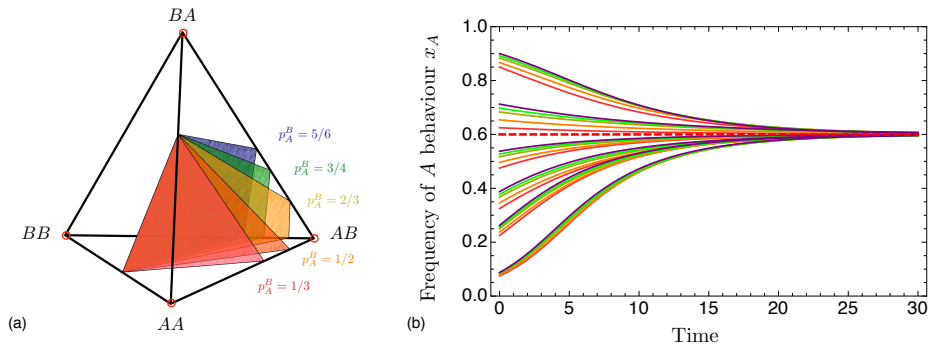 BA
p_A^B = 5/6
p_A^B = 3/4
p_A^B = 2/3
BB
AB
p_A^B = 1/2
p_A^B = 1/3
AA
(a)
Frequency of A behaviour x_A
1.0
0.8
0.6
0.4
0.2
0.0
0 5 10 15 20 25 30
Time
(b)